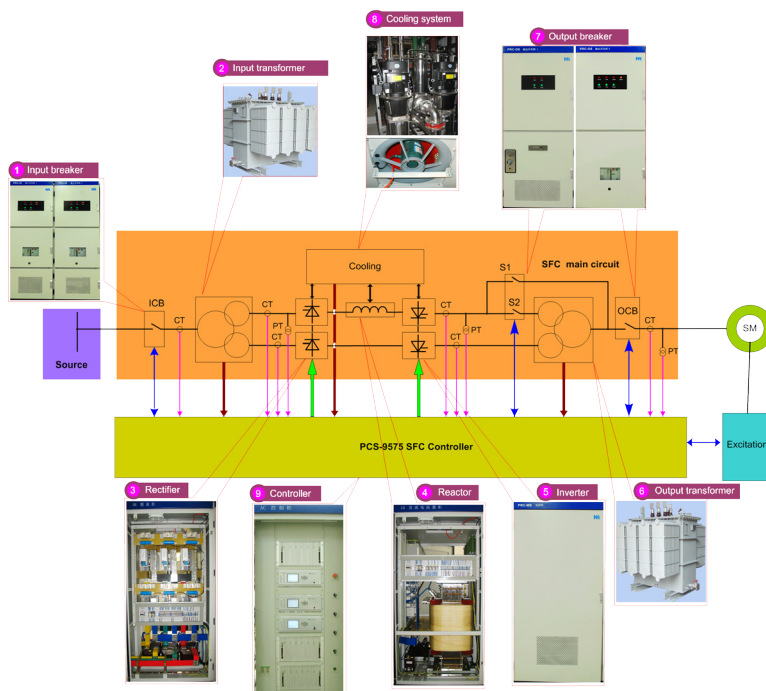 8 Cooling system
7 Output breaker
2 Input transformer
1 Input breaker
Cooling
SFC main circuit
S1
S2
ICB
CT
CT
PT
CT
CT
PT
CT
OCB
CT
PT
SM
Source
PCS-9575 SFC Controller
Excitation
3 Rectifier
9 Controller
4 Reactor
5 Inverter
6 Output transformer